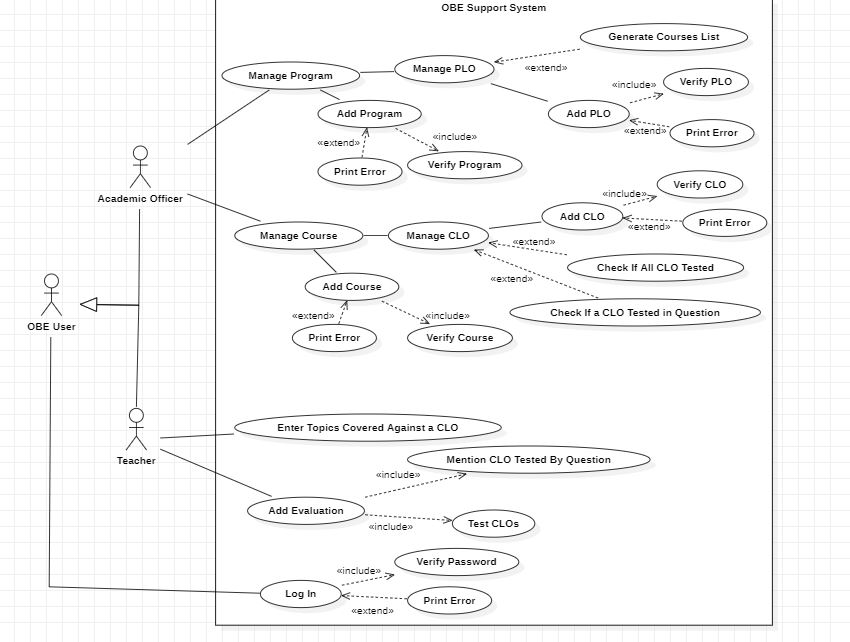 OBE Support System
Generate Courses List
Manage Program
Manage PLO
«extend»
Verify PLO
«include»
Add Program
Add PLO
«extend»
Print Error
«extend»
«include»
Print Error
Verify Program
Academic Officer
Verify CLO
«include»
Add CLO
Print Error
«extend»
Manage Course
Manage CLO
«extend»
Check If All CLO Tested
«extend»
Add Course
Check If a CLO Tested in Question
«extend»
«include»
Print Error
Verify Course
OBE User
Teacher
Enter Topics Covered Against a CLO
Mention CLO Tested By Question
«include»
Add Evaluation
Test CLOs
«include»
Verify Password
«include»
Log In
Print Error
«extend»